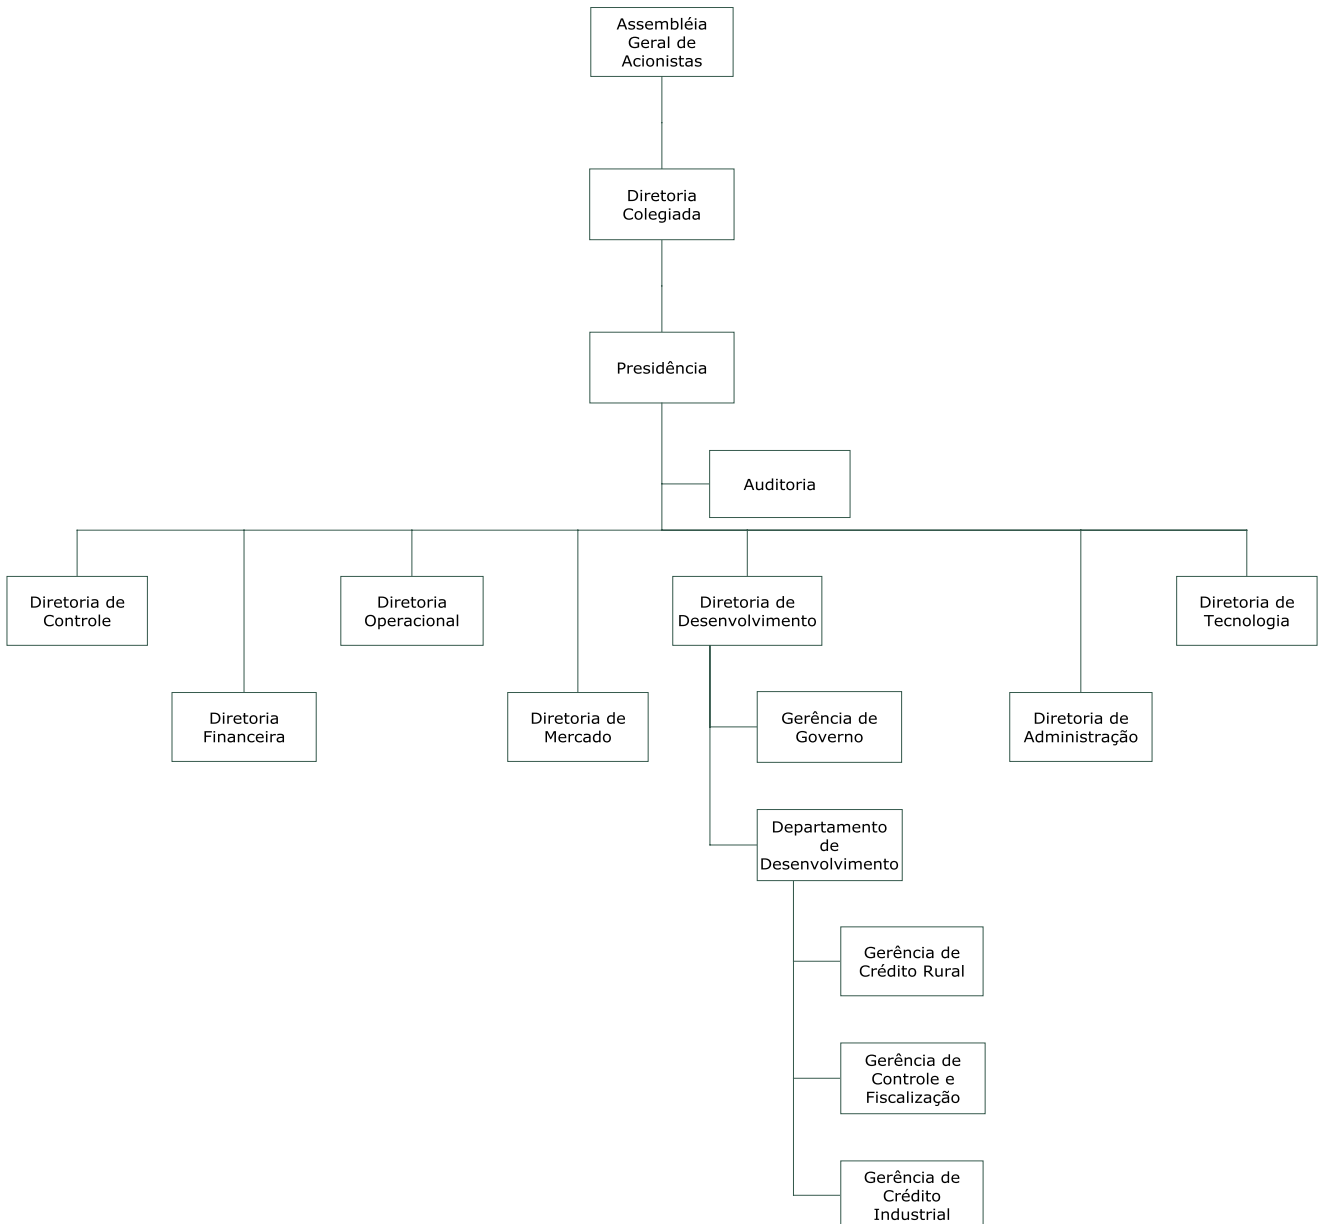 Assembléia
Geral de
Acionistas
Diretoria
Colegiada
Presidência
Auditoria
Diretoria de
Controle
Diretoria
Operacional
Diretoria de
Desenvolvimento
Diretoria de
Tecnologia
Diretoria
Financeira
Diretoria de
Mercado
Gerência de
Governo
Diretoria de
Administração
Departamento
de
Desenvolvimento
Gerência de
Crédito Rural
Gerência de
Controle e
Fiscalização
Gerência de
Crédito
Industrial